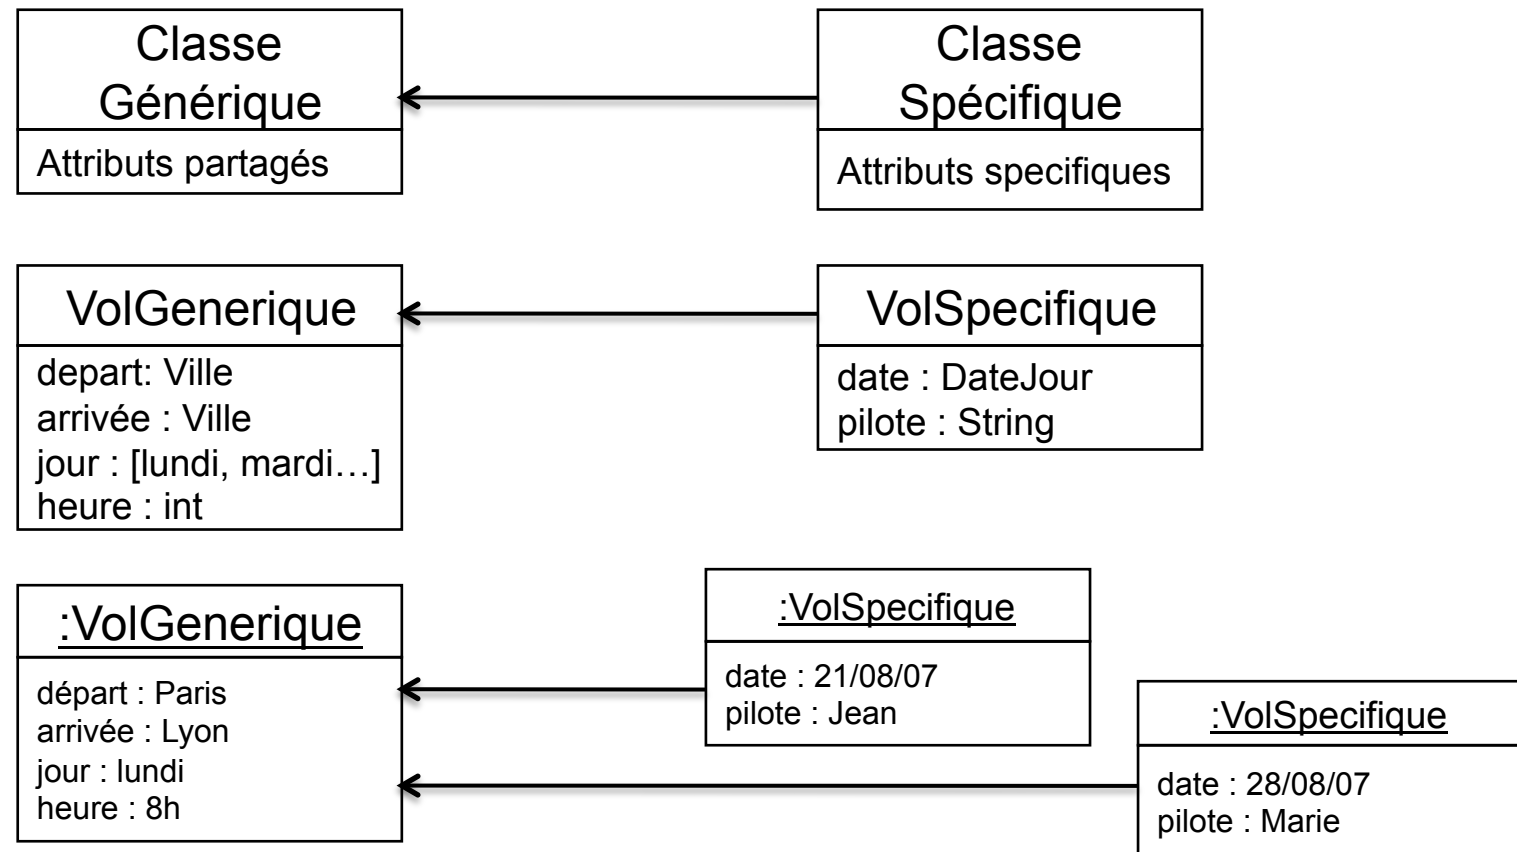 Classe
Générique
Attributs partagés
Classe
Spécifique
Attributs specifiques
VolGenerique
depart: Ville
arrivée : Ville
jour : [lundi, mardi…]
heure : int
VolSpecifique
date : DateJour
pilote : String
:VolGenerique
départ : Paris
arrivée : Lyon
jour : lundi
heure : 8h
:VolSpecifique
date : 21/08/07
pilote : Jean
:VolSpecifique
date : 28/08/07
pilote : Marie